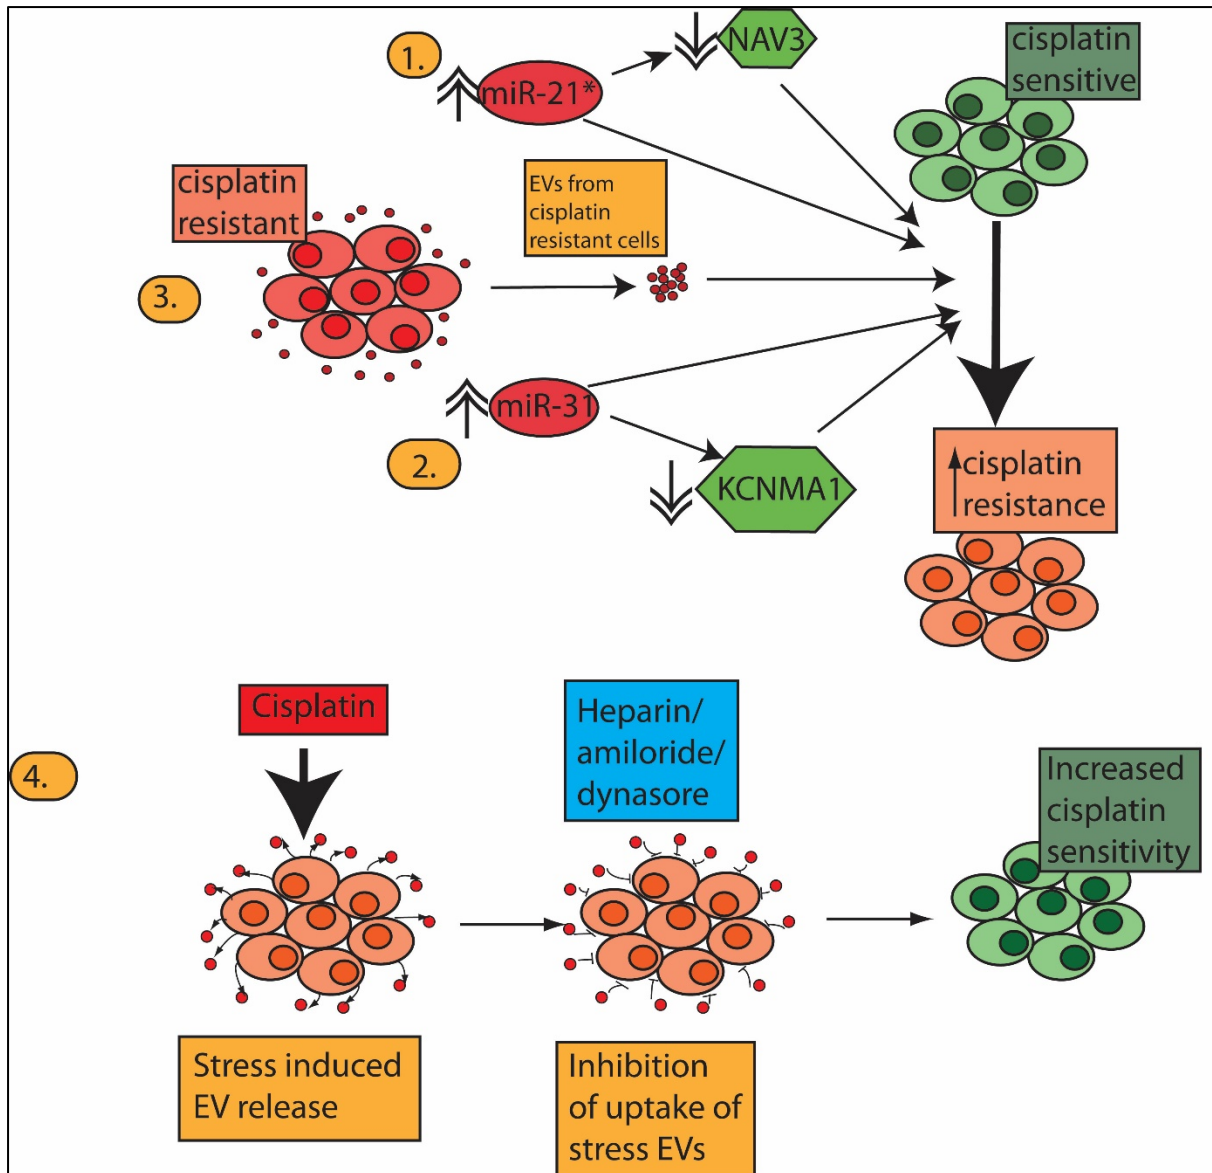 1.
miR-21*
NAV3
cisplatin
sensitive
cisplatin
resistant
EVs from
cisplatin
resistant cells
3.
miR-31
2.
KCNMA1
cisplatin
resistance
4.
Cisplatin
Heparin/
amiloride/
dynasore
Increased
cisplatin
sensitivity
Stress induced
EV release
Inhibition
of uptake of
stress EVs